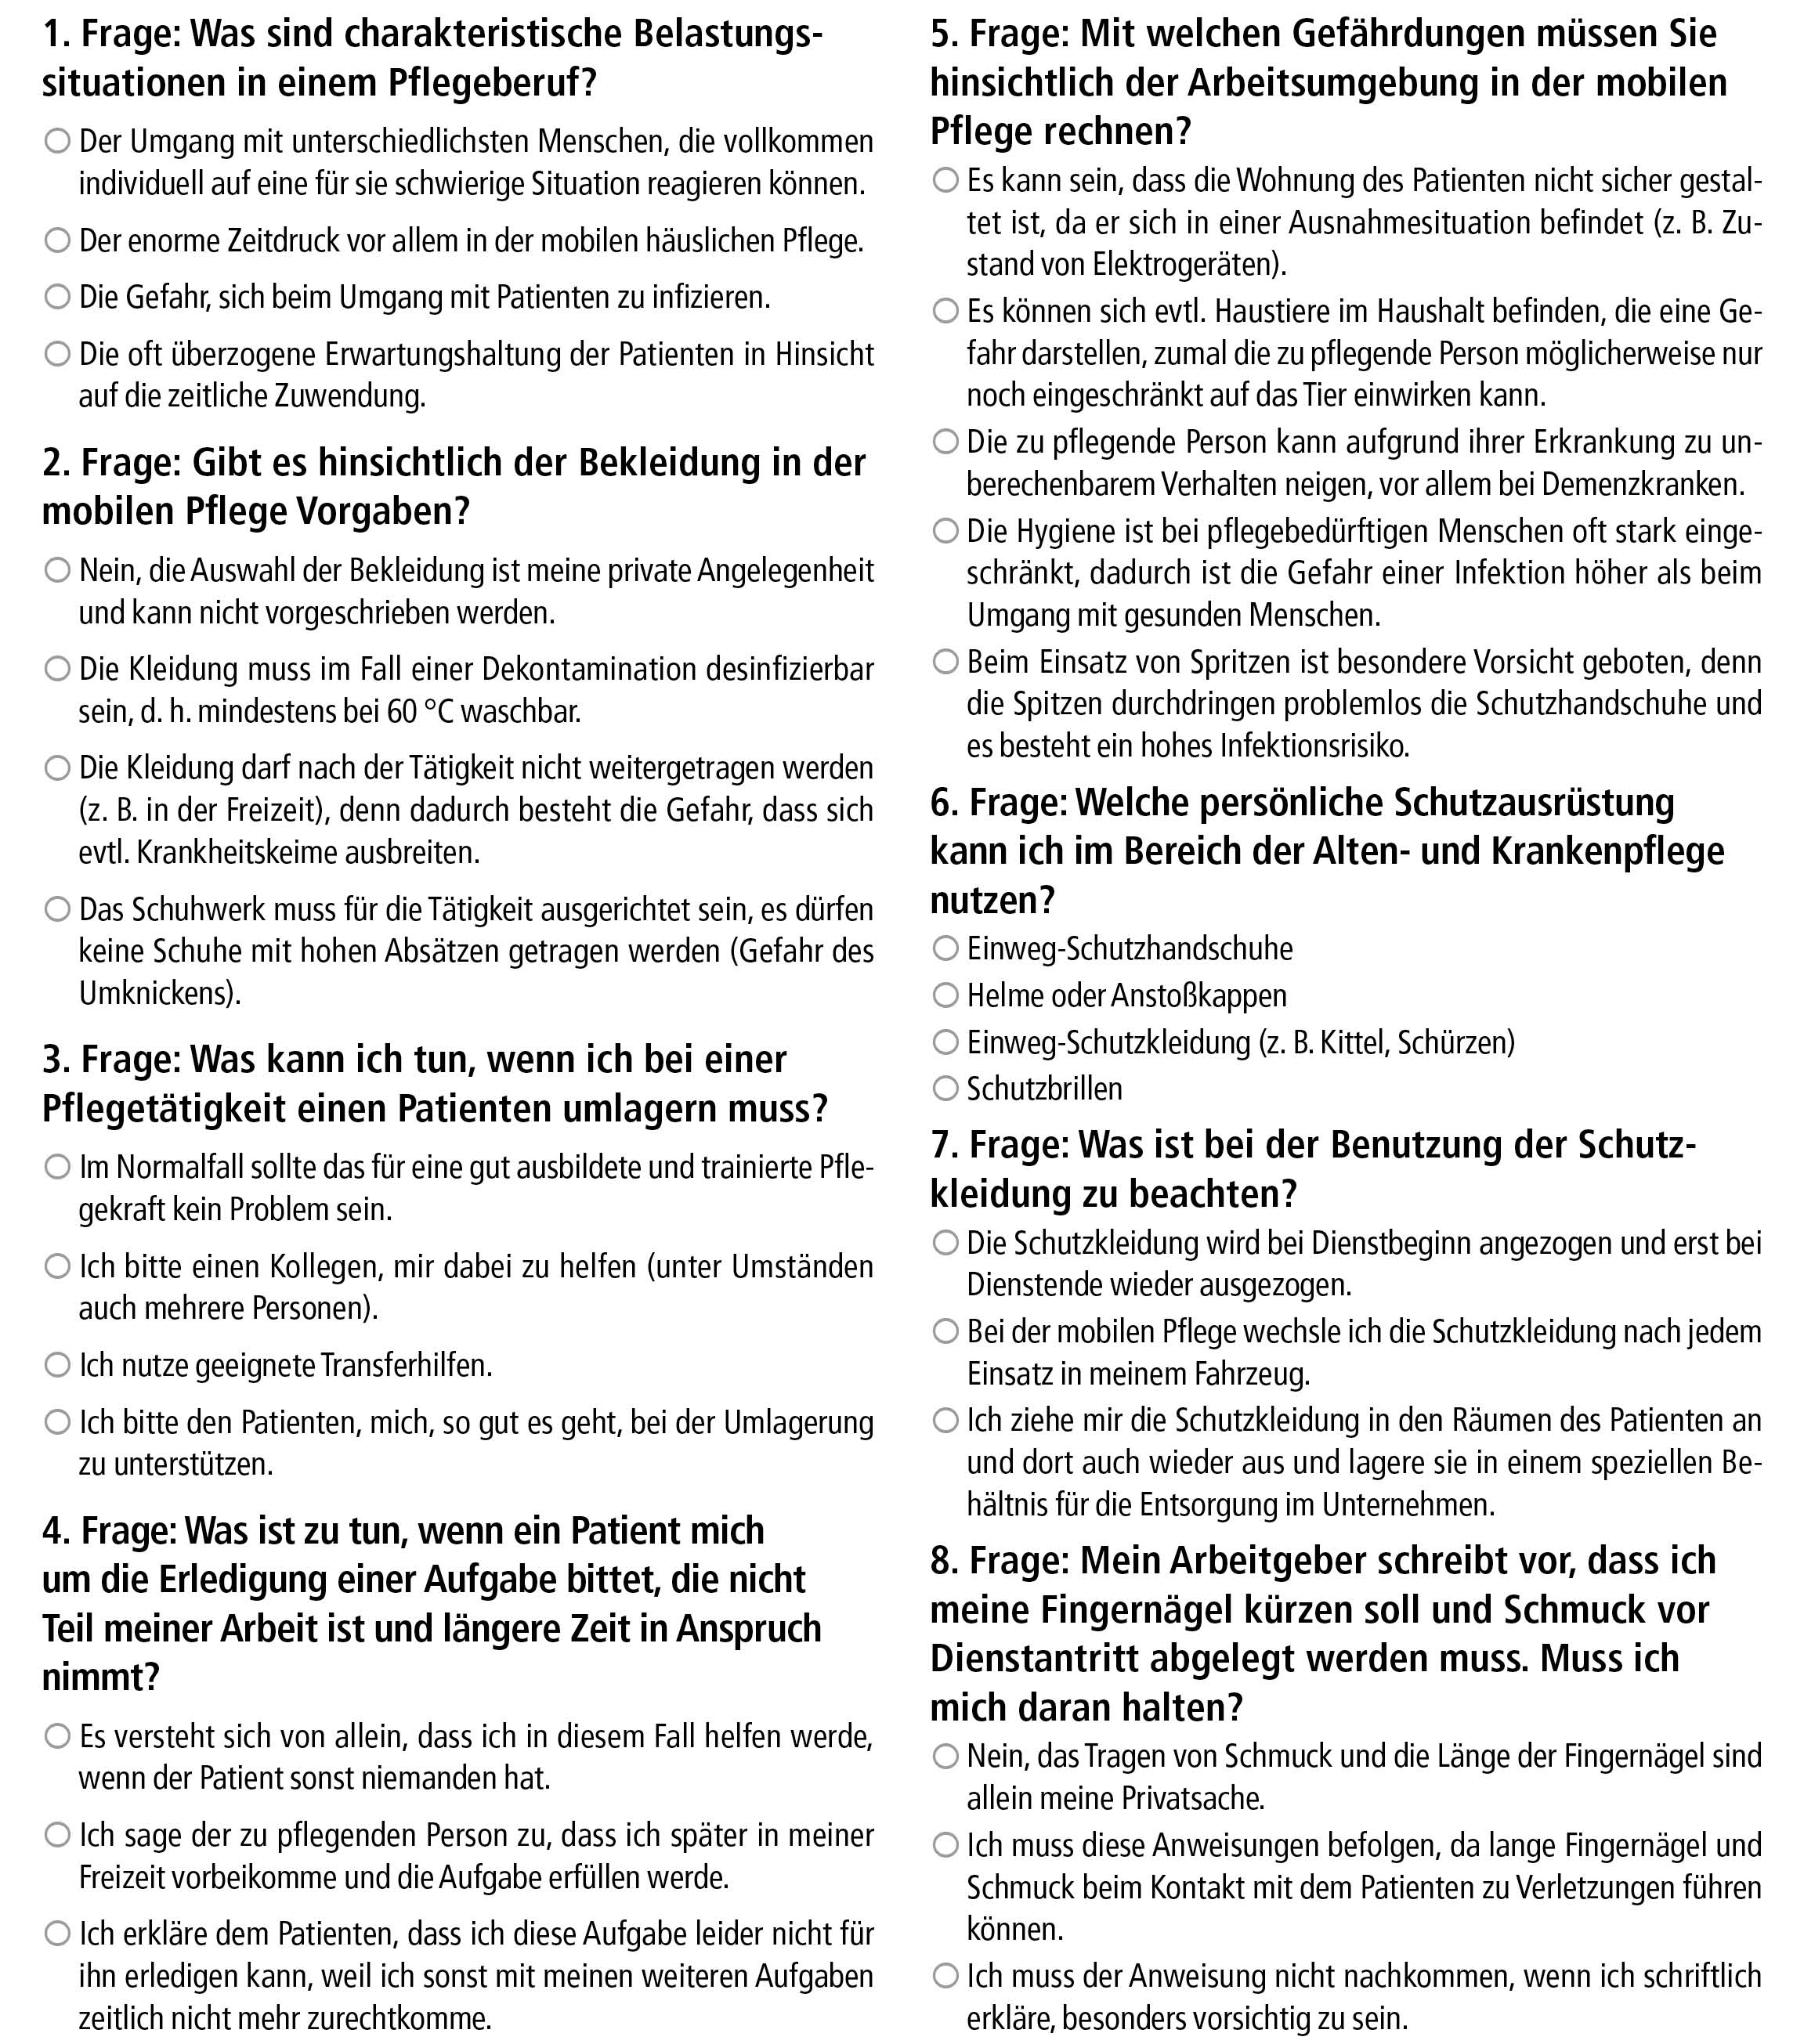 1. Frage: Was sind charakteristische Belastungs-
situationen in einem Pflegeberuf?
Der Umgang mit unterschiedlichsten Menschen, die vollkommen
individuell auf eine für sie schwierige Situation reagieren können.
Der enorme Zeitdruck vor allem in der mobilen häuslichen Pflege.
Die Gefahr, sich beim Umgang mit Patienten zu infizieren.
Die oft überzogene Erwartungshaltung der Patienten in Hinsicht
auf die zeitliche Zuwendung.
2. Frage: Gibt es hinsichtlich der Bekleidung in der
mobilen Pflege Vorgaben?
Nein, die Auswahl der Bekleidung ist meine private Angelegenheit
und kann nicht vorgeschrieben werden.
Die Kleidung muss im Fall einer Dekontamination desinfizierbar
sein, d. h. mindestens bei 60 °C waschbar.
Die Kleidung darf nach der Tätigkeit nicht weitergetragen werden
(z. B. in der Freizeit), denn dadurch besteht die Gefahr, dass sich
evtl. Krankheitskeime ausbreiten.
Das Schuhwerk muss für die Tätigkeit ausgerichtet sein, es dürfen
keine Schuhe mit hohen Absätzen getragen werden (Gefahr des
Umknickens).
3. Frage: Was kann ich tun, wenn ich bei einer
Pflegetätigkeit einen Patienten umlagern muss?
Im Normalfall sollte das für eine gut ausbildete und trainierte Pfle-
gekraft kein Problem sein.
Ich bitte einen Kollegen, mir dabei zu helfen (unter Umständen
auch mehrere Personen).
Ich nutze geeignete Transferhilfen.
Ich bitte den Patienten, mich, so gut es geht, bei der Umlagerung
zu unterstützen.
4. Frage: Was ist zu tun, wenn ein Patient mich
um die Erledigung einer Aufgabe bittet, die nicht
Teil meiner Arbeit ist und längere Zeit in Anspruch
nimmt?
Es versteht sich von allein, dass ich in diesem Fall helfen werde,
wenn der Patient sonst niemanden hat.
Ich sage der zu pflegenden Person zu, dass ich später in meiner
Freizeit vorbeikomme und die Aufgabe erfüllen werde.
Ich erkläre dem Patienten, dass ich diese Aufgabe leider nicht für
ihn erledigen kann, weil ich sonst mit meinen weiteren Aufgaben
zeitlich nicht mehr zurechtkomme.
5. Frage: Mit welchen Gefährdungen müssen Sie
hinsichtlich der Arbeitsumgebung in der mobilen
Pflege rechnen?
Es kann sein, dass die Wohnung des Patienten nicht sicher gestal-
tet ist, da er sich in einer Ausnahmesituation befindet (z. B. Zu-
stand von Elektrogeräten).
Es können sich evtl. Haustiere im Haushalt befinden, die eine Ge-
fahr darstellen, zumal die zu pflegende Person möglicherweise nur
noch eingeschränkt auf das Tier einwirken kann.
Die zu pflegende Person kann aufgrund ihrer Erkrankung zu un-
berechenbarem Verhalten neigen, vor allem bei Demenzkranken.
Die Hygiene ist bei pflegebedürftigen Menschen oft stark einge-
schränkt, dadurch ist die Gefahr einer Infektion höher als beim
Umgang mit gesunden Menschen.
Beim Einsatz von Spritzen ist besondere Vorsicht geboten, denn
die Spitzen durchdringen problemlos die Schutzhandschuhe und
es besteht ein hohes Infektionsrisiko.
6. Frage: Welche persönliche Schutzausrüstung
kann ich im Bereich der Alten- und Krankenpflege
nutzen?
Einweg-Schutzhandschuhe
Helme oder Anstoßkappen
Einweg-Schutzkleidung (z. B. Kittel, Schürzen)
Schutzbrillen
7. Frage: Was ist bei der Benutzung der Schutz-
kleidung zu beachten?
Die Schutzkleidung wird bei Dienstbeginn angezogen und erst bei
Dienstende wieder ausgezogen.
Bei der mobilen Pflege wechsle ich die Schutzkleidung nach jedem
Einsatz in meinem Fahrzeug.
Ich ziehe mir die Schutzkleidung in den Räumen des Patienten an
und dort auch wieder aus und lagere sie in einem speziellen Be-
hältnis für die Entsorgung im Unternehmen.
8. Frage: Mein Arbeitgeber schreibt vor, dass ich
meine Fingernägel kürzen soll und Schmuck vor
Dienstantritt abgelegt werden muss. Muss ich
mich daran halten?
Nein, das Tragen von Schmuck und die Länge der Fingernägel sind
allein meine Privatsache.
Ich muss diese Anweisungen befolgen, da lange Fingernägel und
Schmuck beim Kontakt mit dem Patienten zu Verletzungen führen
können.
Ich muss der Anweisung nicht nachkommen, wenn ich schriftlich
erkläre, besonders vorsichtig zu sein.